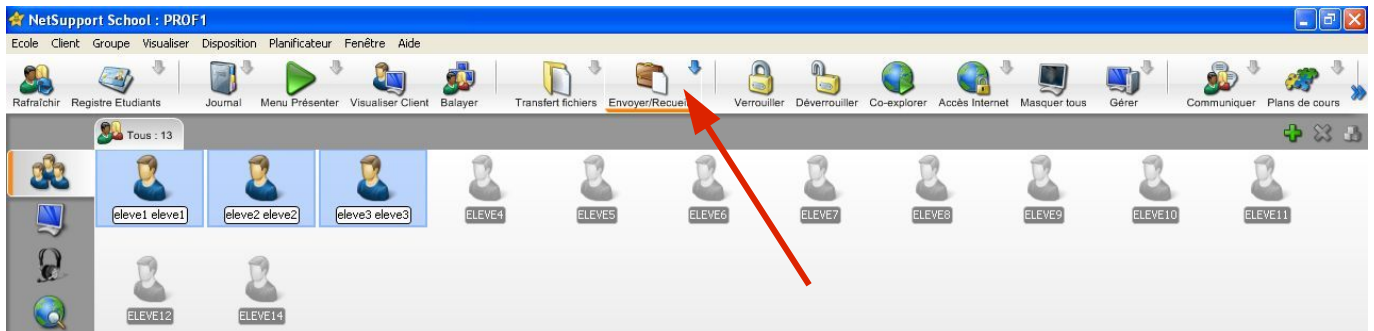 NetSupport School : PROF1
Ecole Client Groupe Visualiser Disposition Planificateur Fenêtre Aide
Rafraîchir Registre Etudiants Journal Menu Présenter Visualiser Client Balayer Transfert fichiers Envoyer/Recueil Verrouiller Déverrouiller Co-explorer Accès Internet Masquer tous Gérer Communiquer Plans de cours
Tous : 13
eleve1 eleve1 eleve2 eleve2 eleve3 eleve3 ELEVE4 ELEVE5 ELEVE6 ELEVE7 ELEVE8 ELEVE9 ELEVE10 ELEVE11
ELEVE12 ELEVE14